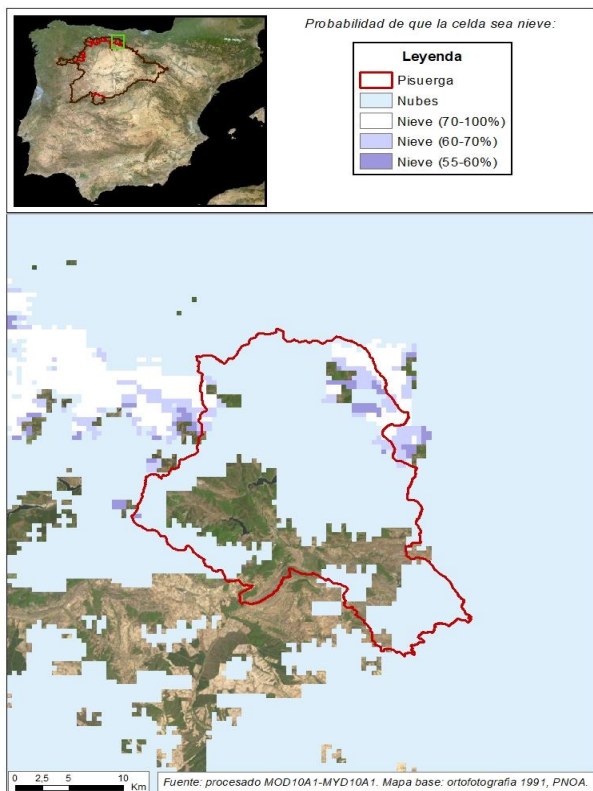 Probabilidad de que la celda sea nieve:
Leyenda
Pisuerga
Nubes
Nieve (70-100%)
Nieve (60-70%)
Nieve (55-60%)
0 2,5 5 10
Km
Fuente: procesado MOD10A1-MYD10A1. Mapa base: ortofotografia 1991, PNOA.